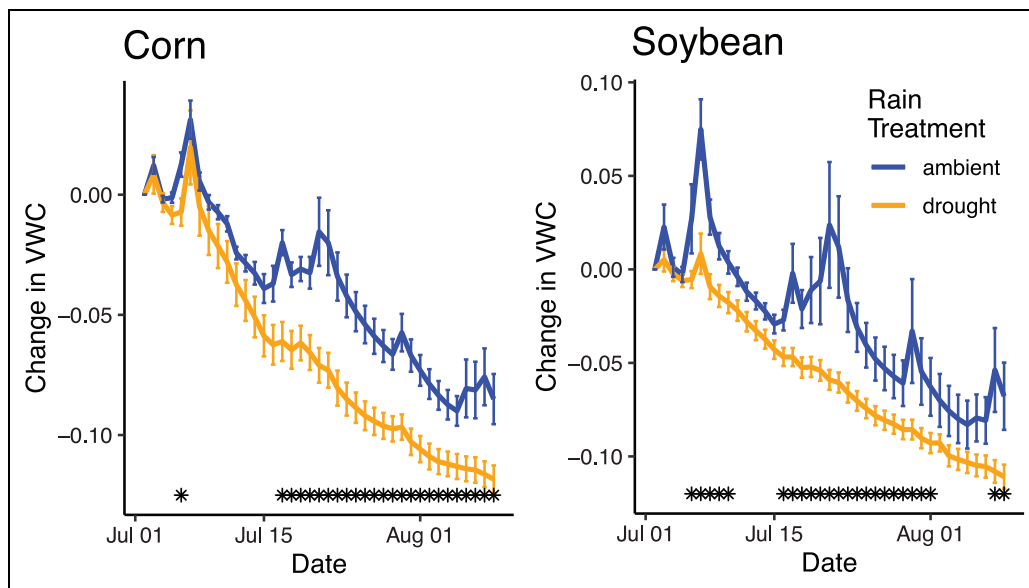 Corn
Soybean
Change in VWC
0.00
−0.05
−0.10
Jul 01
Jul 15
Aug 01
Date
Change in VWC
0.10
0.05
0.00
−0.05
−0.10
Jul 01
Jul 15
Aug 01
Date
Rain
Treatment
ambient
drought